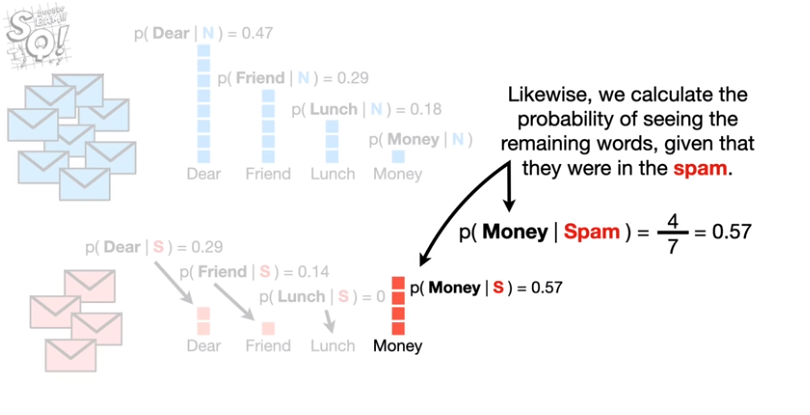 SQ!
p( Dear | N ) = 0.47
p( Friend | N ) = 0.29
p( Lunch | N ) = 0.18
p( Money | N )
Dear Friend Lunch Money
Likewise, we calculate the
probability of seeing the
remaining words, given that
they were in the spam.
p( Money | Spam ) = 4/7 = 0.57
p( Dear | S ) = 0.29
p( Friend | S ) = 0.14
p( Lunch | S ) = 0
p( Money | S ) = 0.57
Dear Friend Lunch Money